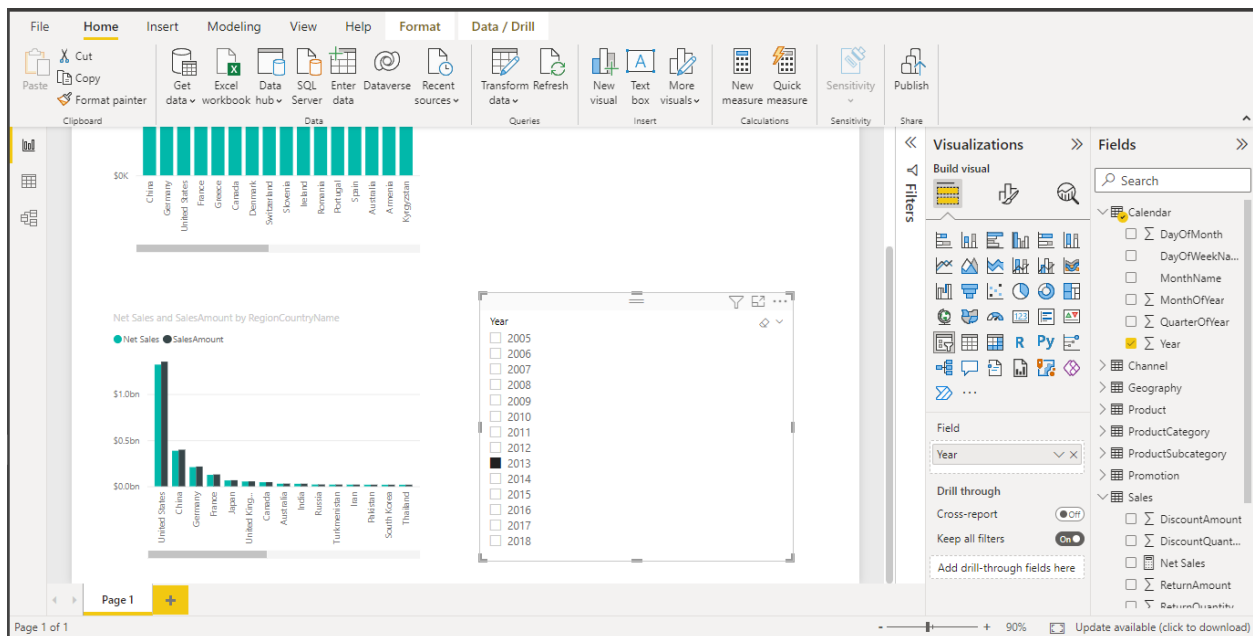 File Home Insert Modeling View Help Format Data / Drill
Paste
Cut
Copy
Format painter
Get data
Excel workbook
Data hub
SQL Server
Enter data
Dataverse
Recent sources
Transform data
Refresh
New visual
Text box
More visuals
New measure
Quick measure
Sensitivity
Publish
Clipboard Data Queries Insert Calculations Sensitivity Share
$0K
China
Germany
United States
France
Greece
Canada
Denmark
Switzerland
Slovenia
Ireland
Romania
Portugal
Spain
Australia
Armenia
Kyrgyzstan
Net Sales and SalesAmount by RegionCountryName
Net Sales SalesAmount
$1.0bn
$0.5bn
$0.0bn
United States
China
Germany
France
Japan
United King...
Canada
Australia
India
Russia
Turkmenistan
Iran
Pakistan
South Korea
Thailand
Year
2005
2006
2007
2008
2009
2010
2011
2012
2013
2014
2015
2016
2017
2018
Filters
Visualizations
Build visual
123
R Py
Field
Year
Drill through
Cross-report Off
Keep all filters On
Add drill-through fields here
Fields
Search
Calendar
DayOfMonth
DayOfWeekNa...
MonthName
MonthOfYear
QuarterOfYear
Year
Channel
Geography
Product
ProductCategory
ProductSubcategory
Promotion
Sales
DiscountAmount
DiscountQuant...
Net Sales
ReturnAmount
ReturnQuantity
Page 1
Page 1 of 1
- + 90% Update available (click to download)